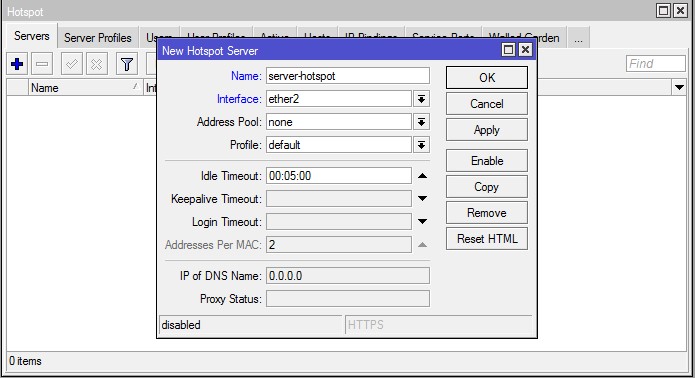 Hotspot
Servers Server Profiles Users User Profiles Active Hosts IP Bindings Service Ports Walled Garden ...
Find
Name Int
New Hotspot Server
Name: server-hotspot
OK
Interface: ether2
Cancel
Address Pool: none
Apply
Profile: default
Enable
Idle Timeout: 00:05:00
Copy
Keepalive Timeout:
Remove
Login Timeout:
Reset HTML
Addresses Per MAC: 2
IP of DNS Name: 0.0.0.0
Proxy Status:
disabled HTTPS
0 items